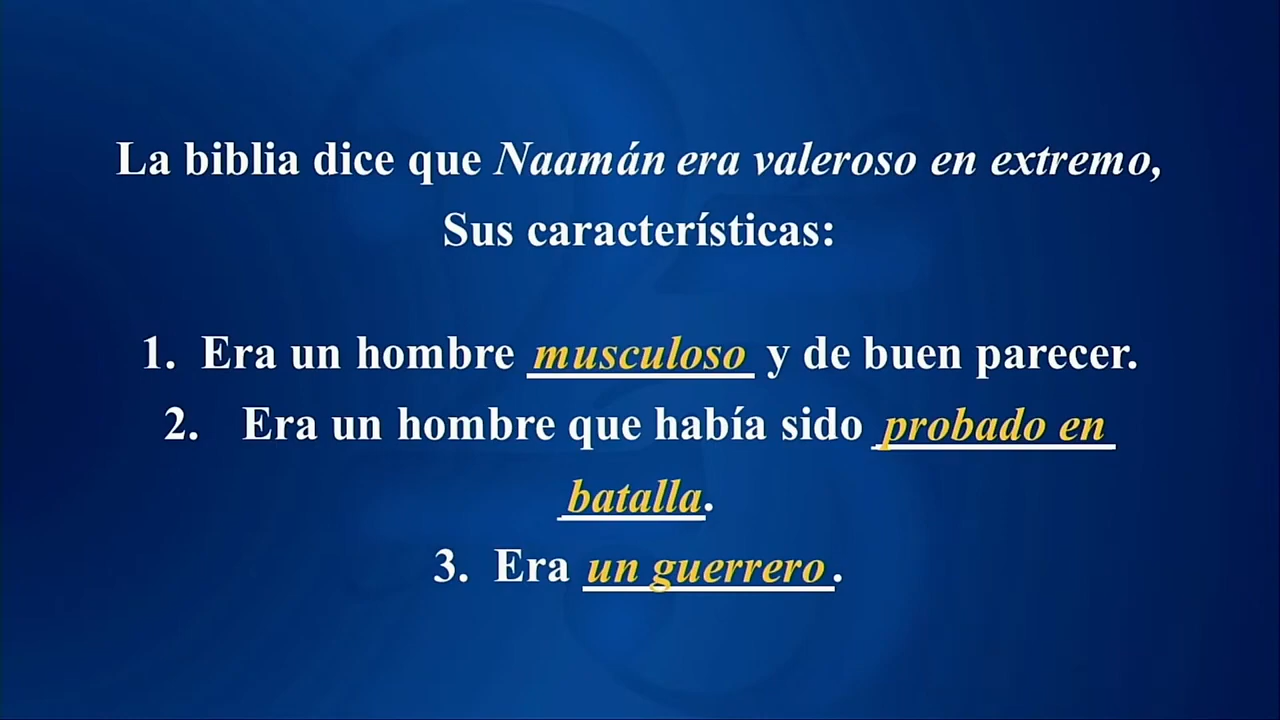 La biblia dice que Naamán era valeroso en extremo,
Sus características:
1. Era un hombre musculoso y de buen parecer.
2. Era un hombre que había sido probado en
batalla.
3. Era un guerrero.